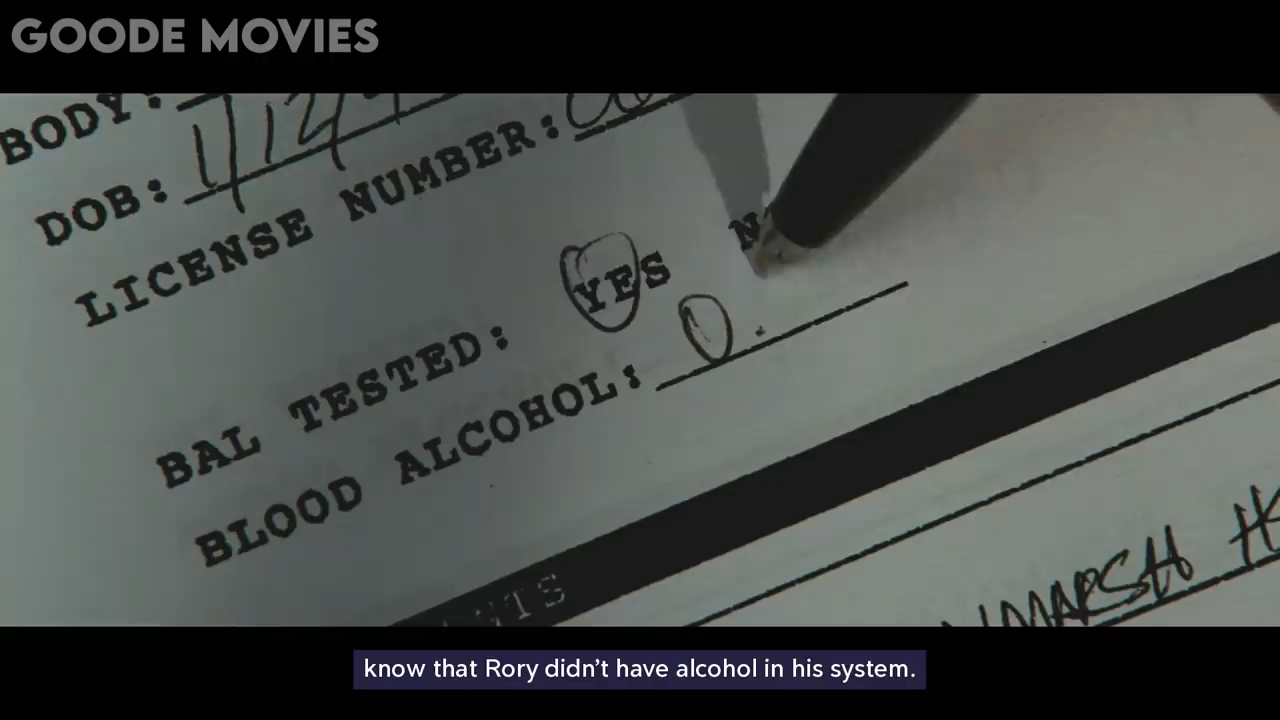 GOODE MOVIES
BODY:
DOB:
LICENSE NUMBER:
BAL TESTED: YES
BLOOD ALCOHOL: 0.
know that Rory didn't have alcohol in his system.